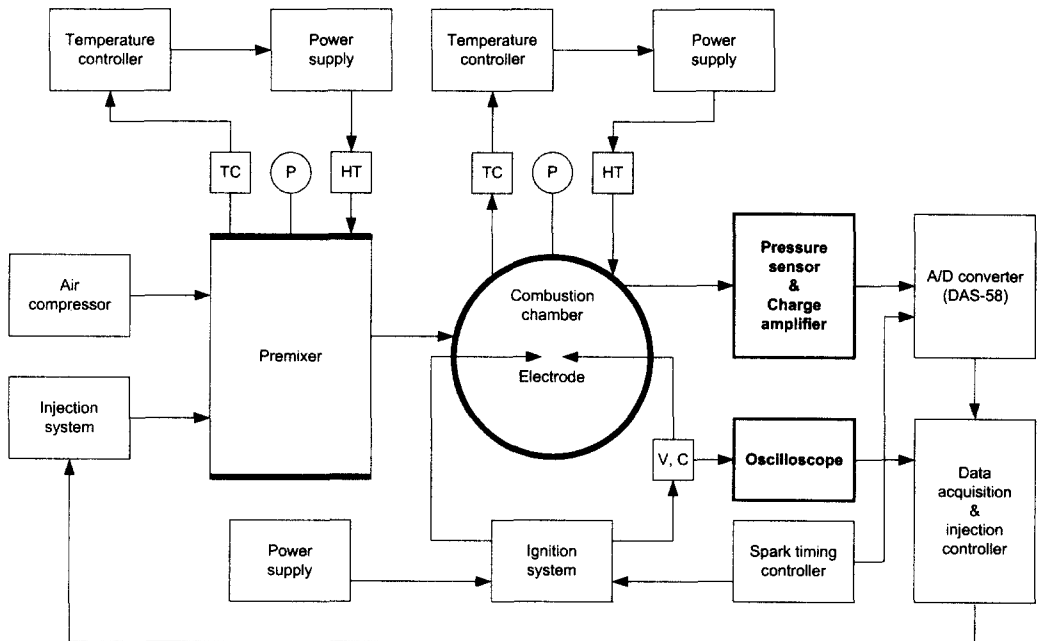 Temperature
controller
Power
supply
Temperature
controller
Power
supply
TC
P
HT
TC
P
HT
Air
compressor
Premixer
Combustion
chamber
Electrode
Pressure
sensor
&
Charge
amplifier
A/D converter
(DAS-58)
Injection
system
V, C
Oscilloscope
Data
acquisition
&
injection
controller
Power
supply
Ignition
system
Spark timing
controller